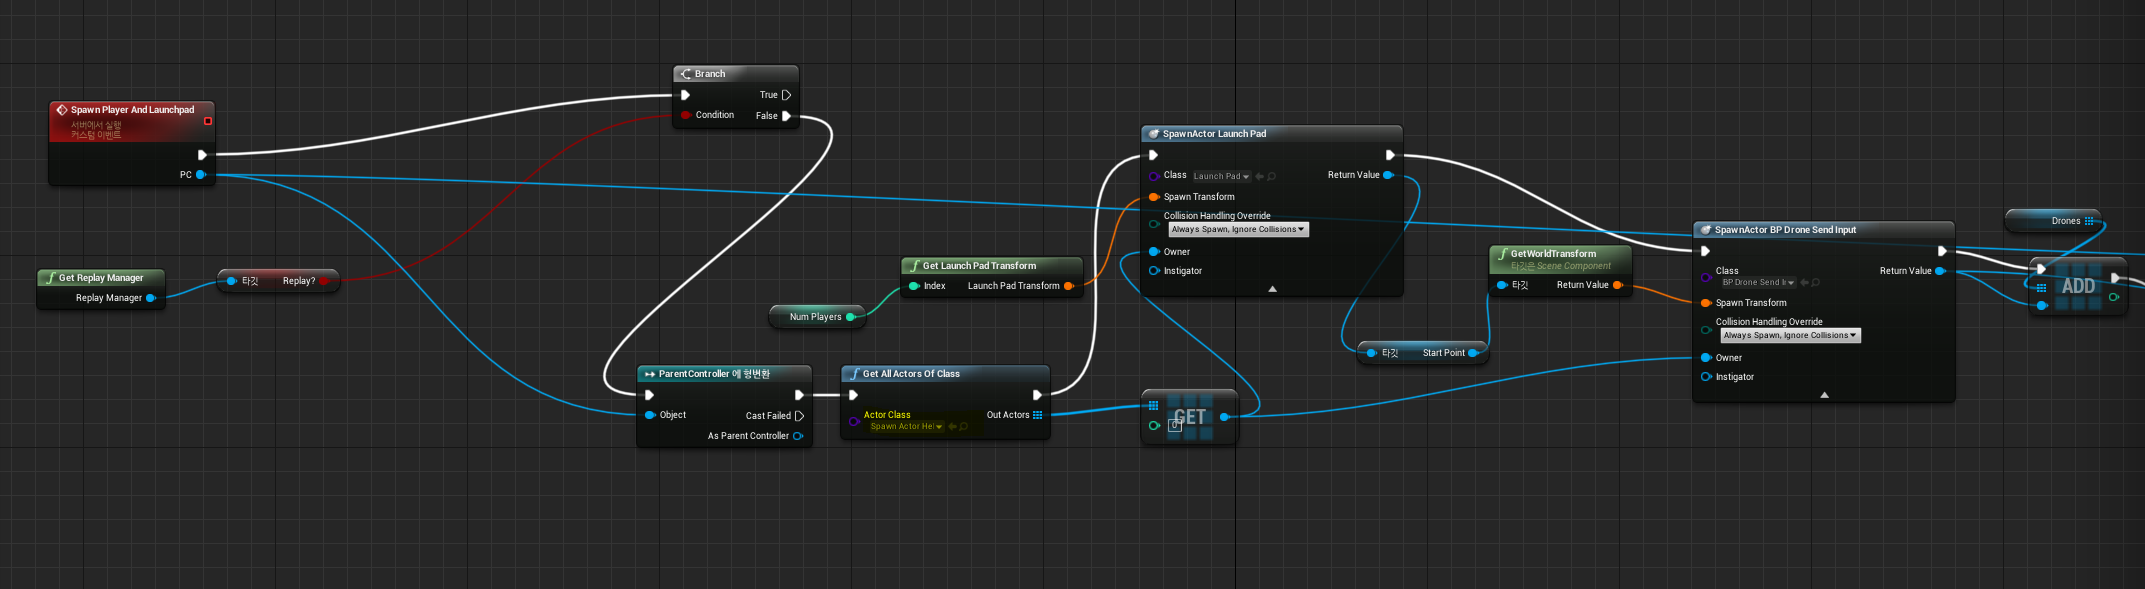 Spawn Player And Launchpad
서버에서 실행
커스텀 이벤트
PC
Get Replay Manager
Replay Manager
타깃
Replay?
Branch
True
Condition
False
ParentController 에 형변환
Object
Cast Failed
As Parent Controller
Num Players
Get Launch Pad Transform
Index
Launch Pad Transform
Get All Actors Of Class
Actor Class
Out Actors
Spawn Actor Hel
SpawnActor Launch Pad
Class
Launch Pad
Return Value
Spawn Transform
Collision Handling Override
Always Spawn, Ignore Collisions
Owner
Instigator
GET
0
타깃
Start Point
GetWorldTransform
타깃은 Scene Component
타깃
Return Value
SpawnActor BP Drone Send Input
Class
Return Value
BP Drone Send I
Spawn Transform
Collision Handling Override
Always Spawn, Ignore Collisions
Owner
Instigator
Drones
ADD